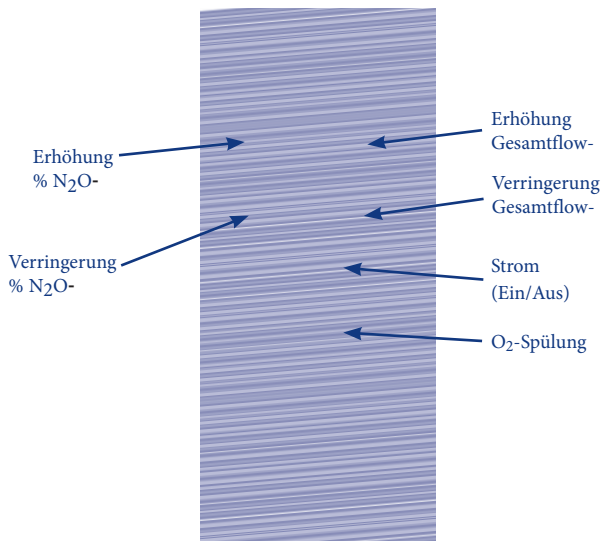 Erhöhung
% N2O-
Verringerung
% N2O-
Erhöhung
Gesamtflow-
Verringerung
Gesamtflow-
Strom
(Ein/Aus)
O2-Spülung